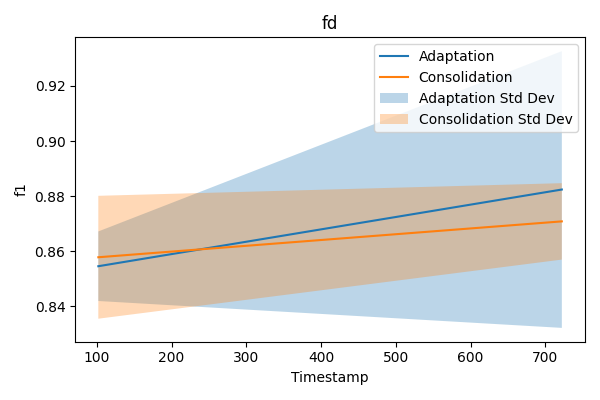 fd
Adaptation
Consolidation
Adaptation Std Dev
Consolidation Std Dev
f1
0.92
0.90
0.88
0.86
0.84
100 200 300 400 500 600 700
Timestamp